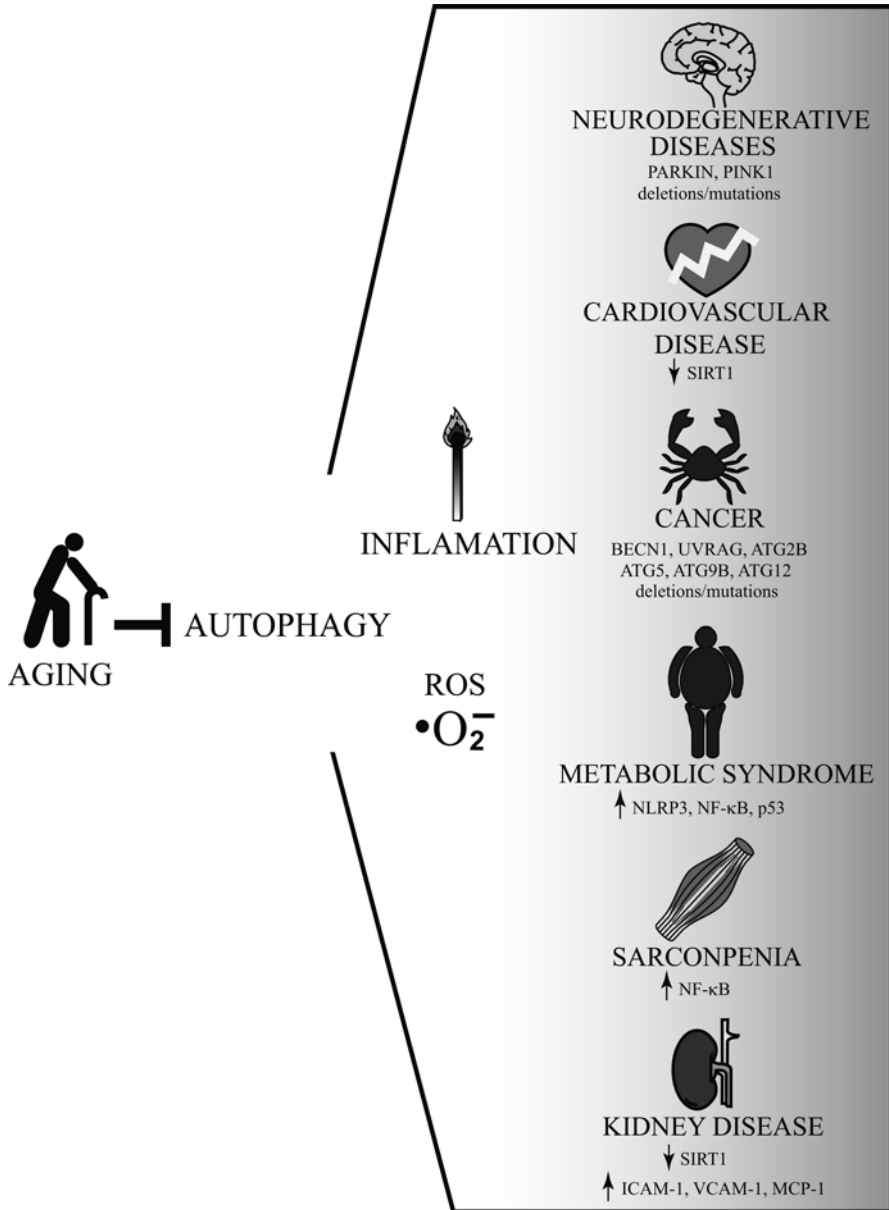 NEURODEGENERATIVE
DISEASES
PARKIN, PINK1
deletions/mutations
CARDIOVASCULAR
DISEASE
↓ SIRT1
INFLAMATION
CANCER
BECN1, UVRAG, ATG2B
ATG5, ATG9B, ATG12
deletions/mutations
AGING
AUTOPHAGY
ROS
•O₂⁻
METABOLIC SYNDROME
↑ NLRP3, NF-κB, p53
SARCONPENIA
↑ NF-κB
KIDNEY DISEASE
↓ SIRT1
↑ ICAM-1, VCAM-1, MCP-1